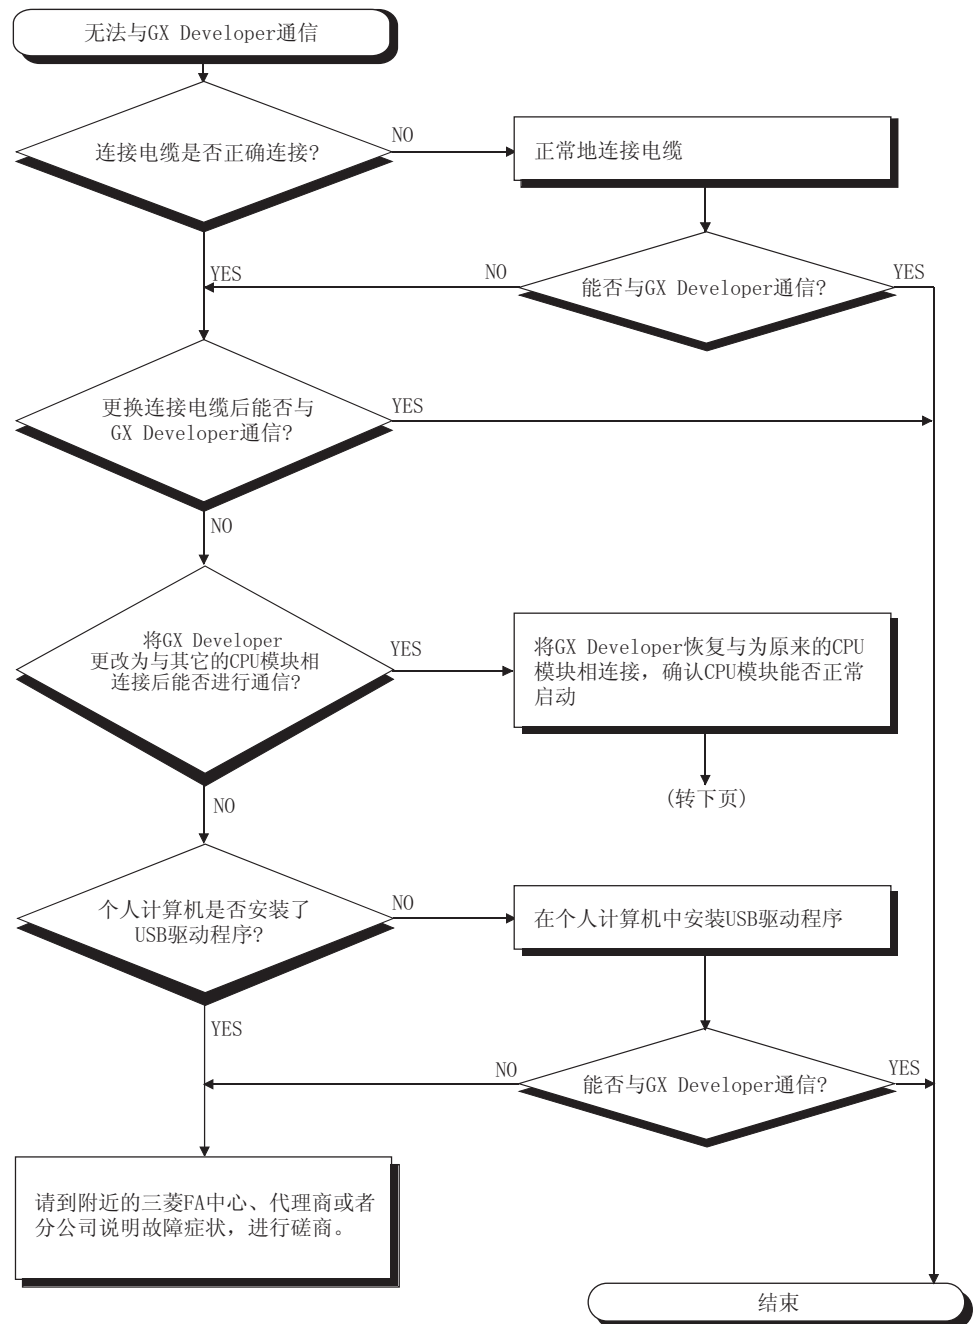 无法与GX Developer通信
连接电缆是否正确连接?
NO
正常地连接电缆
YES
NO
能否与GX Developer通信?
YES
更换连接电缆后能否与
GX Developer通信?
YES
NO
将GX Developer
更改为与其它的CPU模块相
连接后能否进行通信?
YES
将GX Developer恢复与为原来的CPU
模块相连接，确认CPU模块能否正常
启动
(转下页)
NO
个人计算机是否安装了
USB驱动程序?
NO
在个人计算机中安装USB驱动程序
YES
NO
能否与GX Developer通信?
YES
请到附近的三菱FA中心、代理商或者
分公司说明故障症状，进行磋商。
结束